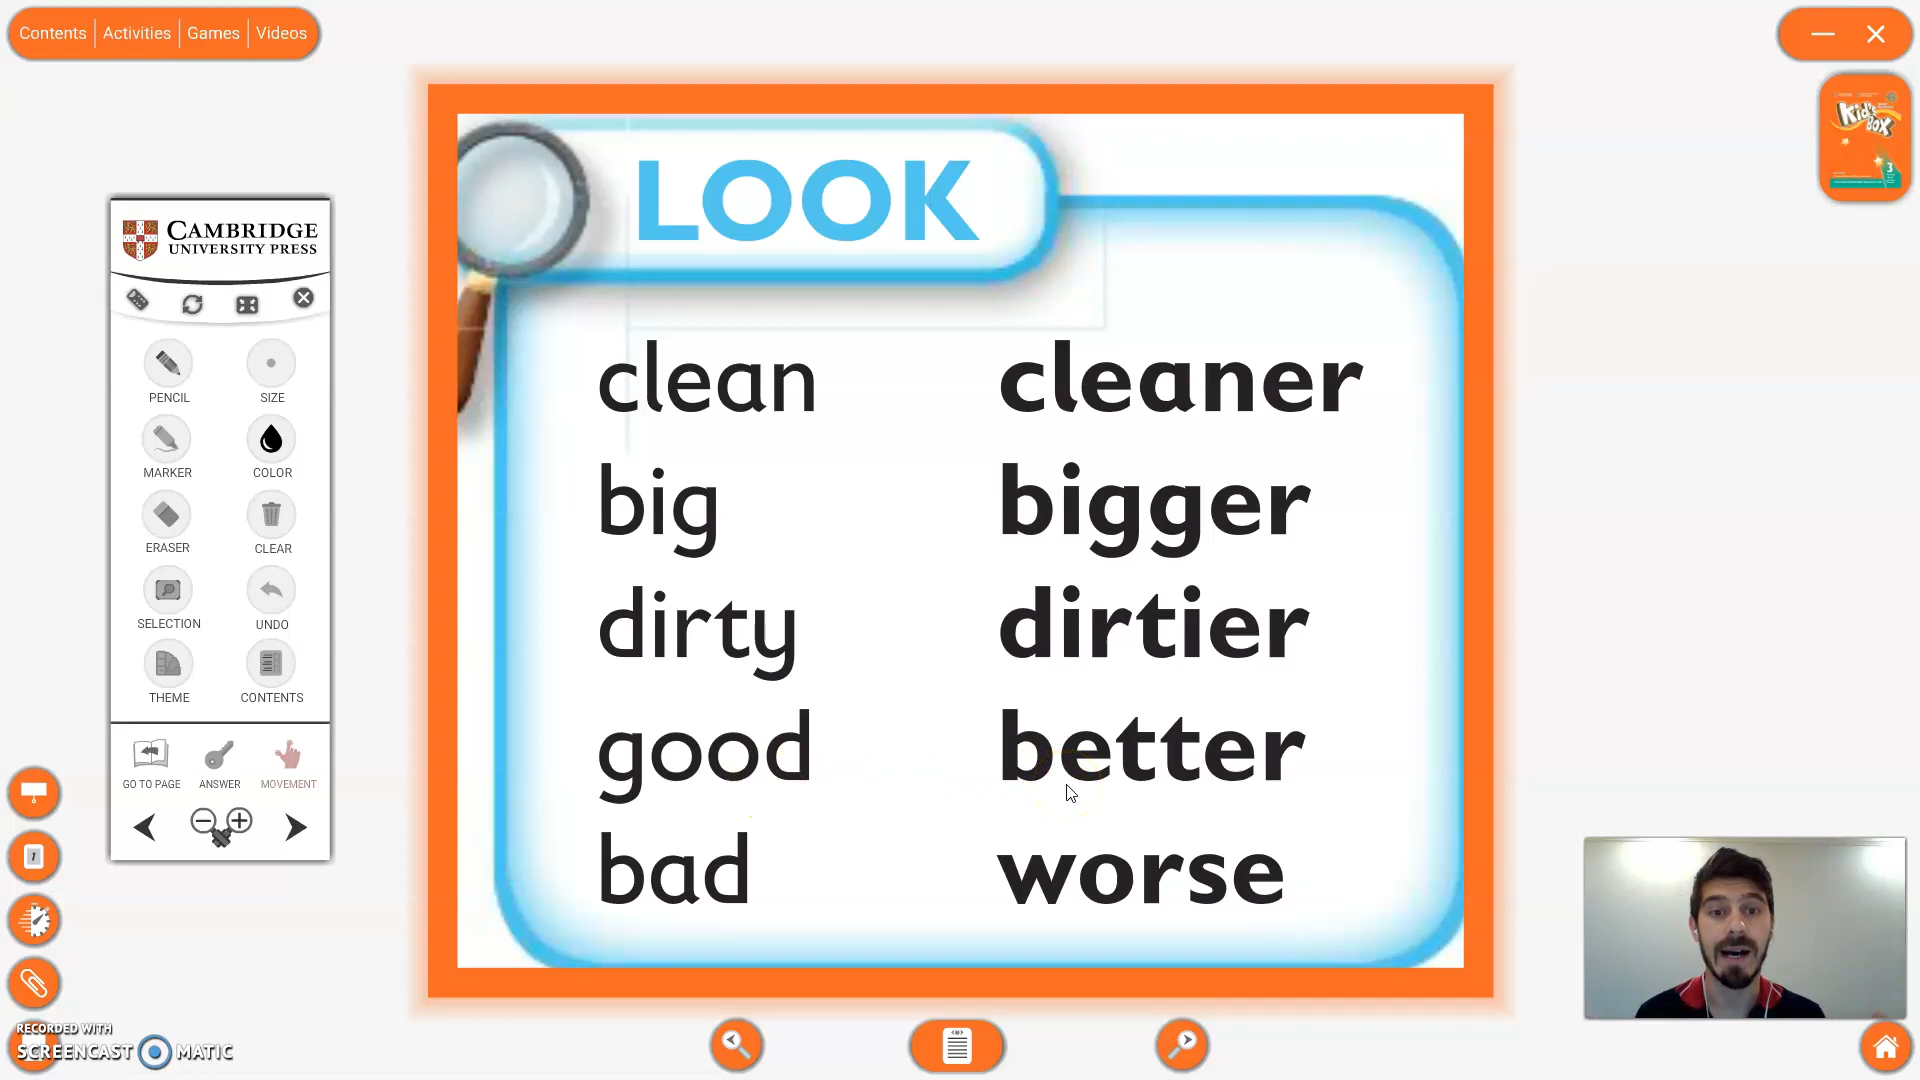 Contents
Activities
Games
Videos
Kid's
BOX
3
CAMBRIDGE
UNIVERSITY PRESS
PENCIL
SIZE
MARKER
COLOR
ERASER
CLEAR
SELECTION
UNDO
THEME
CONTENTS
GO TO PAGE
ANSWER
MOVEMENT
LOOK
clean cleaner
big bigger
dirty dirtier
good better
bad worse
RECORDED WITH
SCREENCAST MATIC